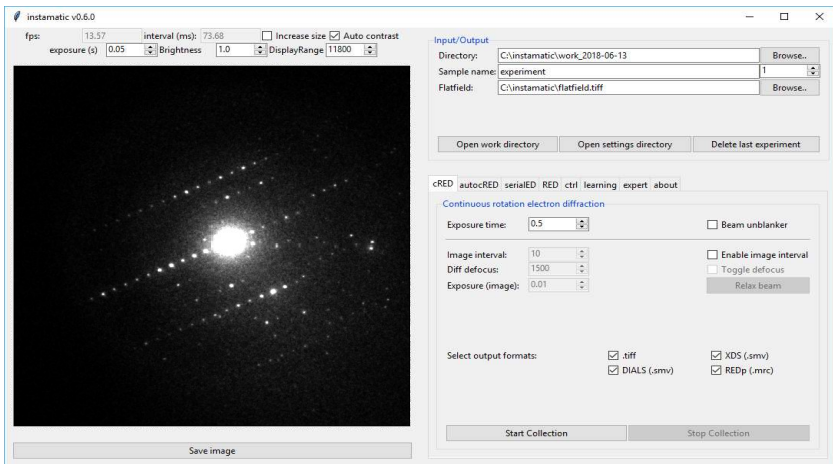 instamatic v0.6.0
fps: 13.57 interval (ms): 73.68 Increase size Auto contrast
exposure (s) 0.05 Brightness 1.0 DisplayRange 11800
Save image
Input/Output
Directory: C:\instamatic\work_2018-06-13 Browse..
Sample name: experiment 1
Flatfield: C:\instamatic\flatfield.tiff Browse..
Open work directory Open settings directory Delete last experiment
cRED autocRED serialED RED ctrl learning expert about
Continuous rotation electron diffraction
Exposure time: 0.5 Beam unblanker
Image interval: 10 Enable image interval
Diff defocus: 1500 Toggle defocus
Exposure (image): 0.01 Relax beam
Select output formats: .tiff XDS (.smv)
DIALS (.smv) REDp (.mrc)
Start Collection Stop Collection